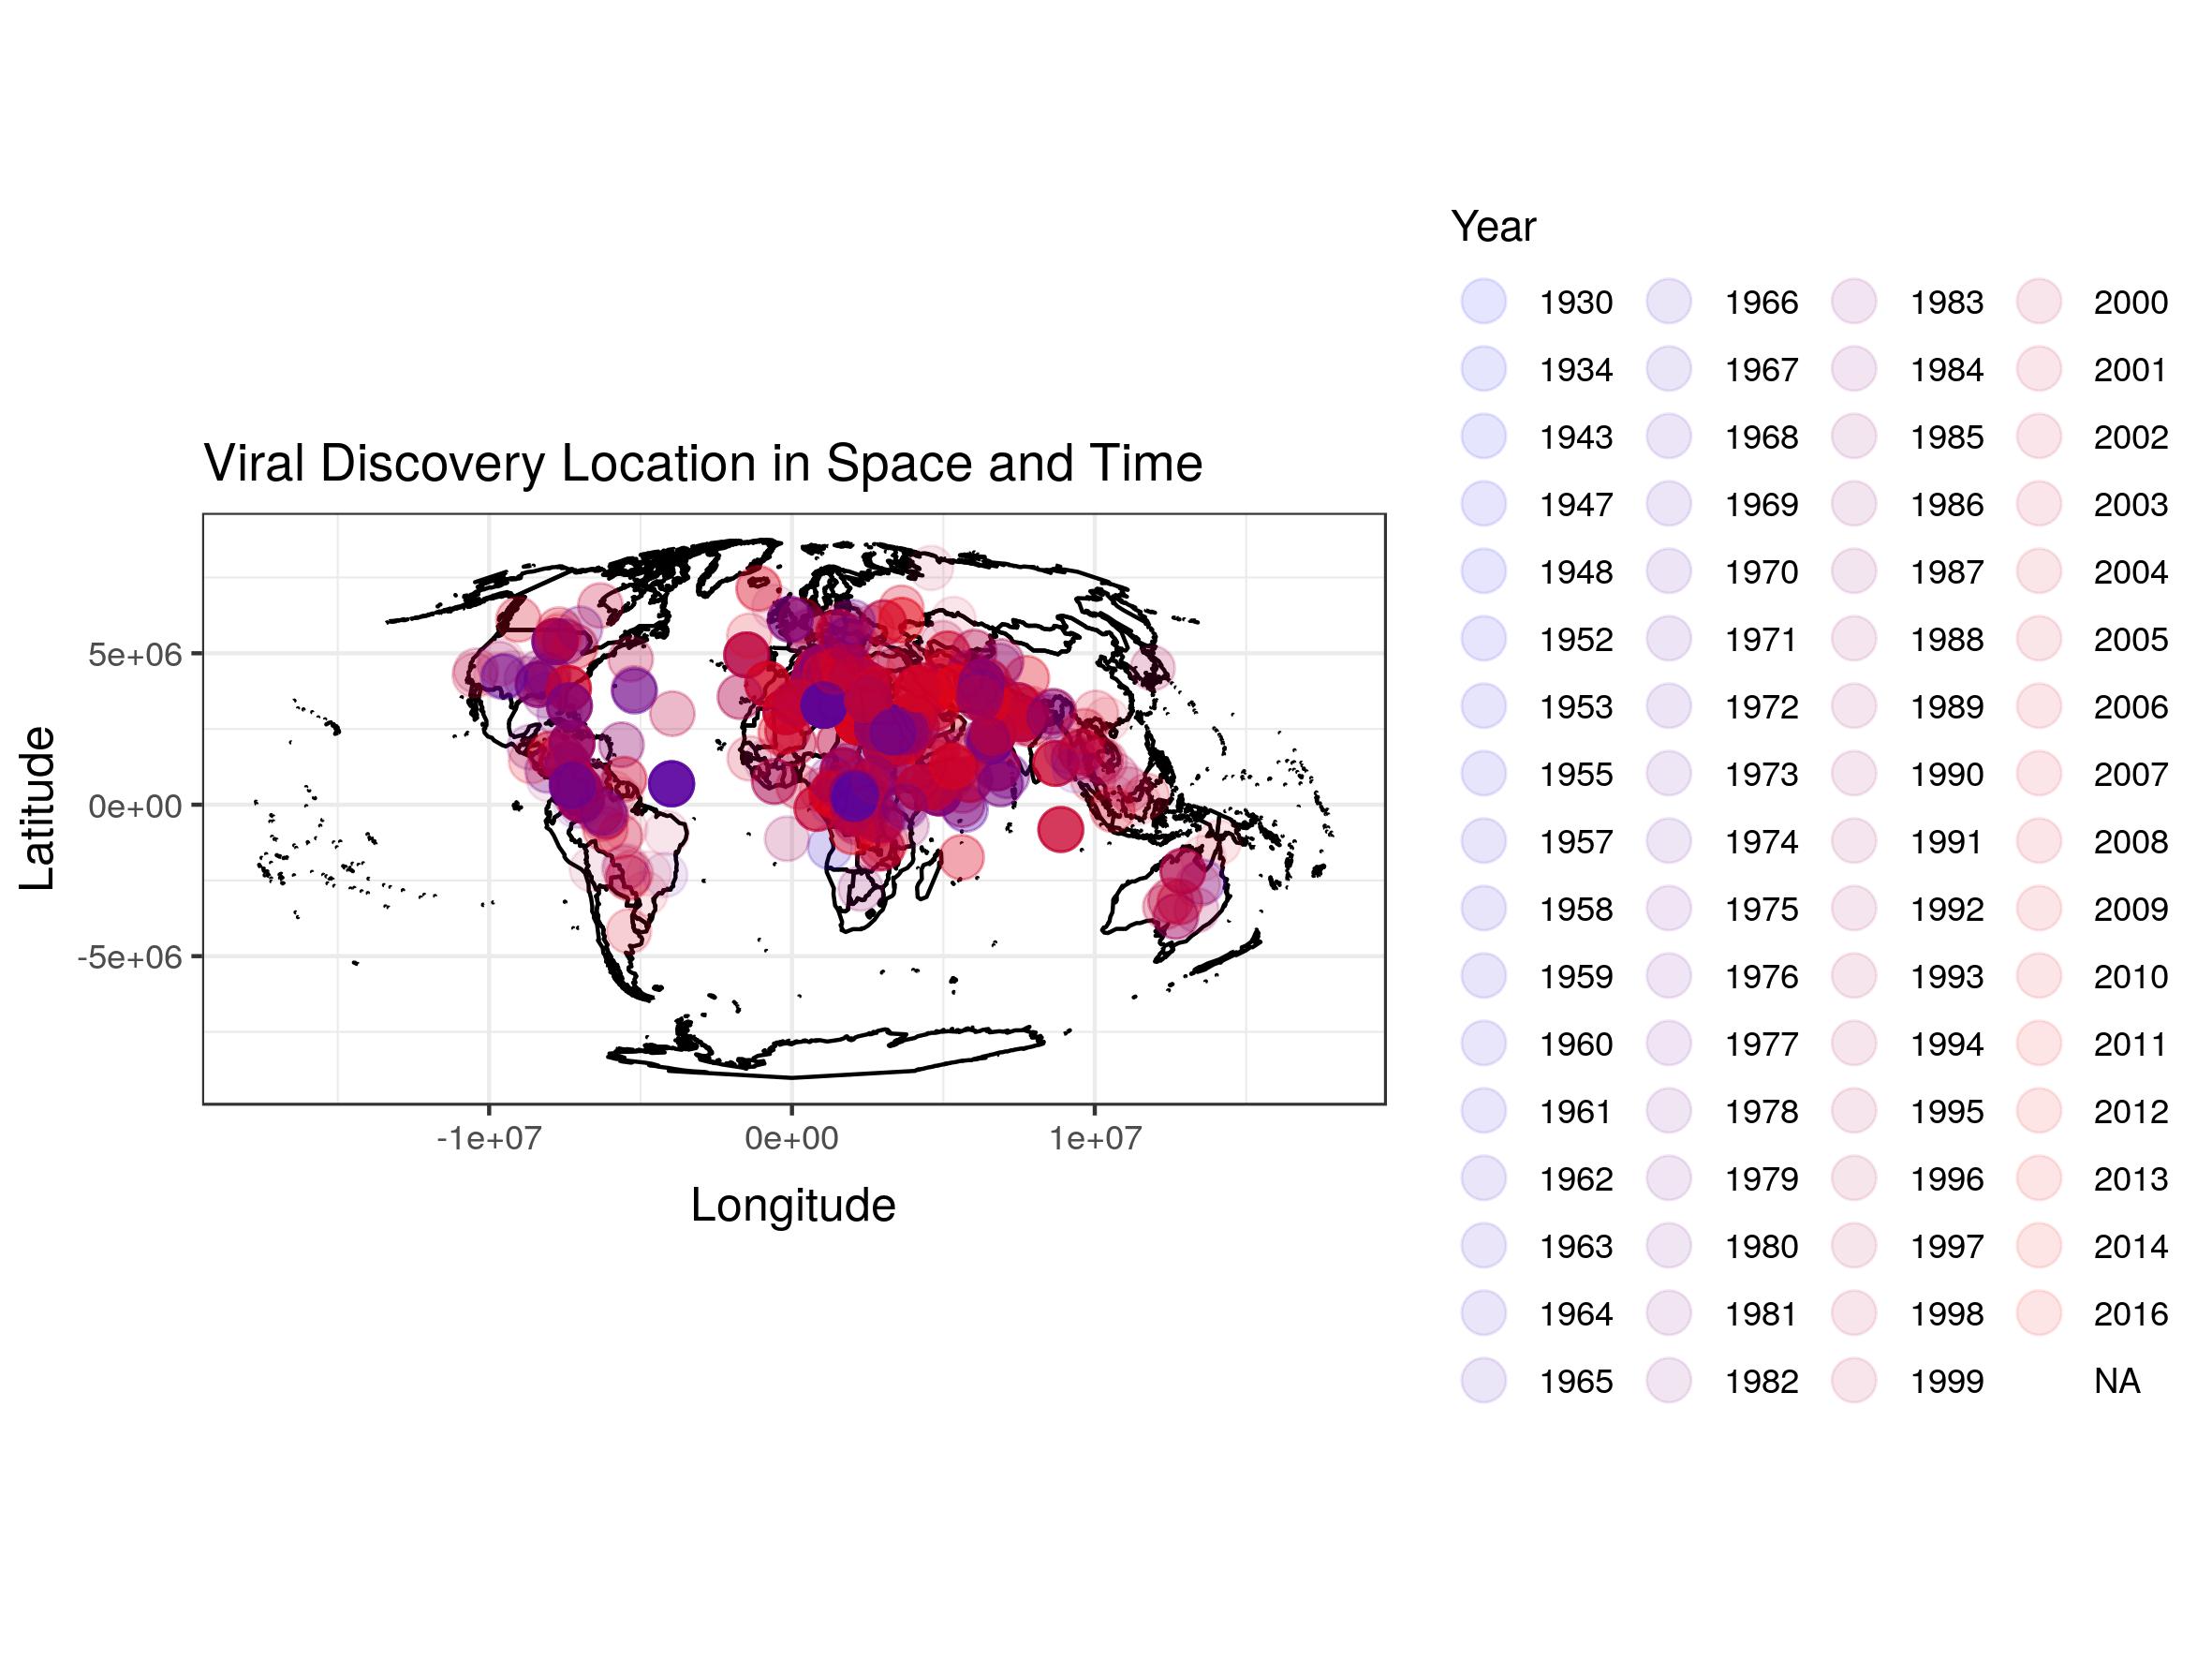 Viral Discovery Location in Space and Time
Latitude
5e+06
0e+00
-5e+06
-1e+07 0e+00 1e+07
Longitude
Year
1930 1966 1983 2000
1934 1967 1984 2001
1943 1968 1985 2002
1947 1969 1986 2003
1948 1970 1987 2004
1952 1971 1988 2005
1953 1972 1989 2006
1955 1973 1990 2007
1957 1974 1991 2008
1958 1975 1992 2009
1959 1976 1993 2010
1960 1977 1994 2011
1961 1978 1995 2012
1962 1979 1996 2013
1963 1980 1997 2014
1964 1981 1998 2016
1965 1982 1999 NA